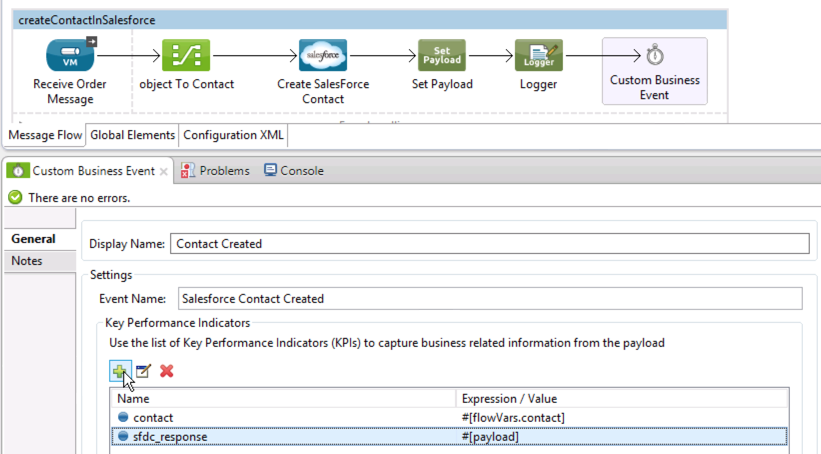 createContactInSalesforce
VM
salesforce
Set
Payload
Logger
Receive Order
Message
object To Contact
Create SalesForce
Contact
Set Payload
Logger
Custom Business
Event
Message Flow
Global Elements
Configuration XML
Custom Business Event
Problems
Console
There are no errors.
General
Notes
Display Name:
Contact Created
Settings
Event Name:
Salesforce Contact Created
Key Performance Indicators
Use the list of Key Performance Indicators (KPIs) to capture business related information from the payload
Name
Expression / Value
contact
#[flowVars.contact]
sfdc_response
#[payload]